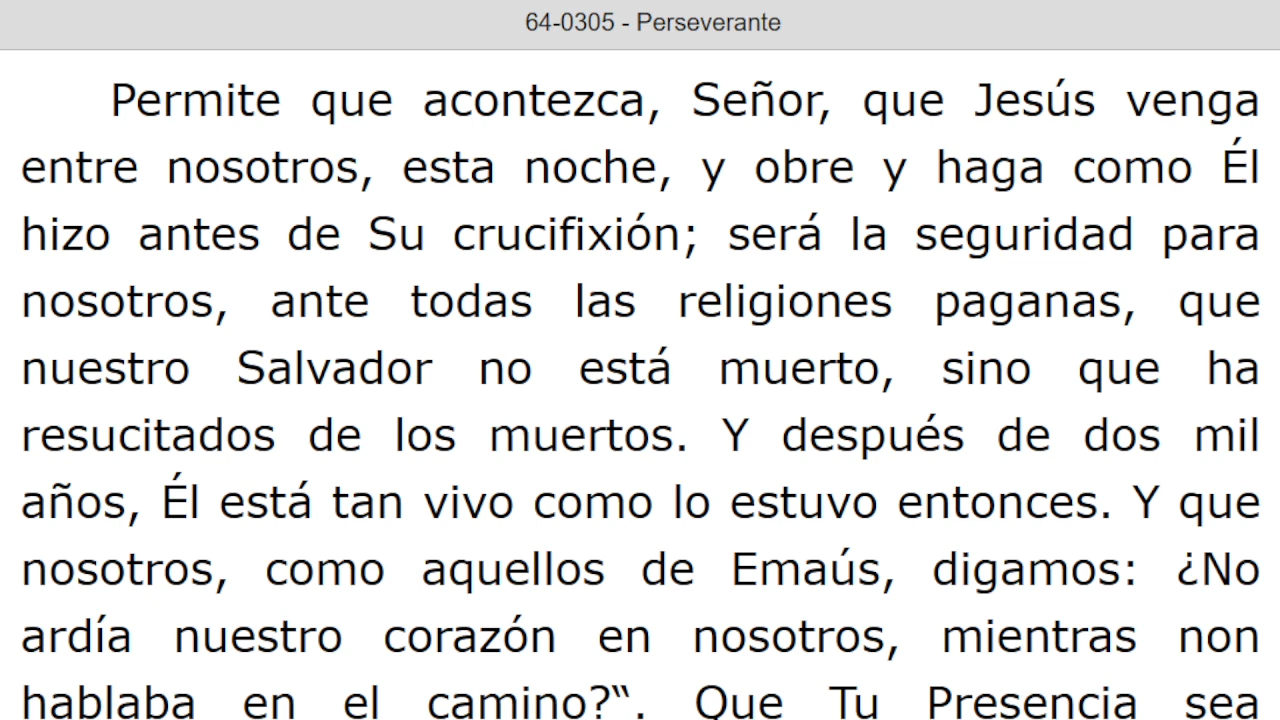 64-0305 - Perseverante
Permite que acontezca, Señor, que Jesús venga
entre nosotros, esta noche, y obre y haga como Él
hizo antes de Su crucifixión; será la seguridad para
nosotros, ante todas las religiones paganas, que
nuestro Salvador no está muerto, sino que ha
resucitados de los muertos. Y después de dos mil
años, Él está tan vivo como lo estuvo entonces. Y que
nosotros, como aquellos de Emaús, digamos: ¿No
ardía nuestro corazón en nosotros, mientras non
hablaba en el camino?“. Que Tu Presencia sea